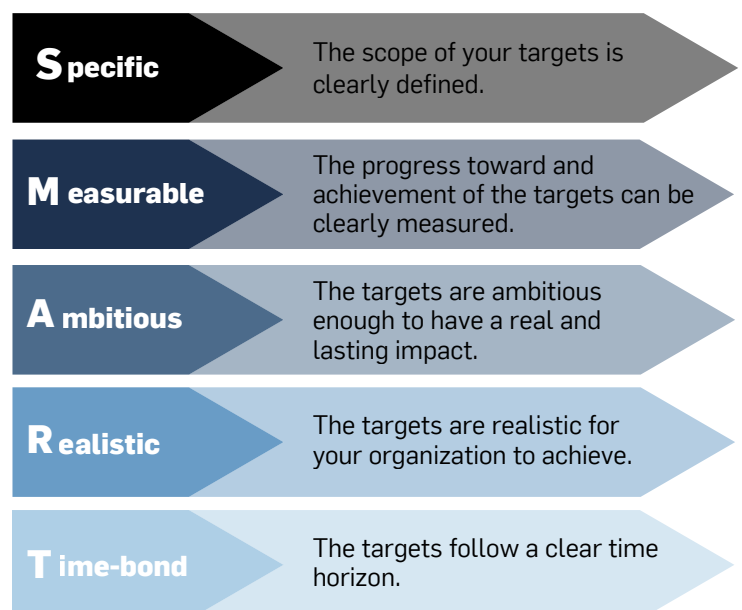 Specific
The scope of your targets is
clearly defined.
Measurable
The progress toward and
achievement of the targets can be
clearly measured.
Ambitious
The targets are ambitious
enough to have a real and
lasting impact.
Realistic
The targets are realistic for
your organization to achieve.
Time-bond
The targets follow a clear time
horizon.